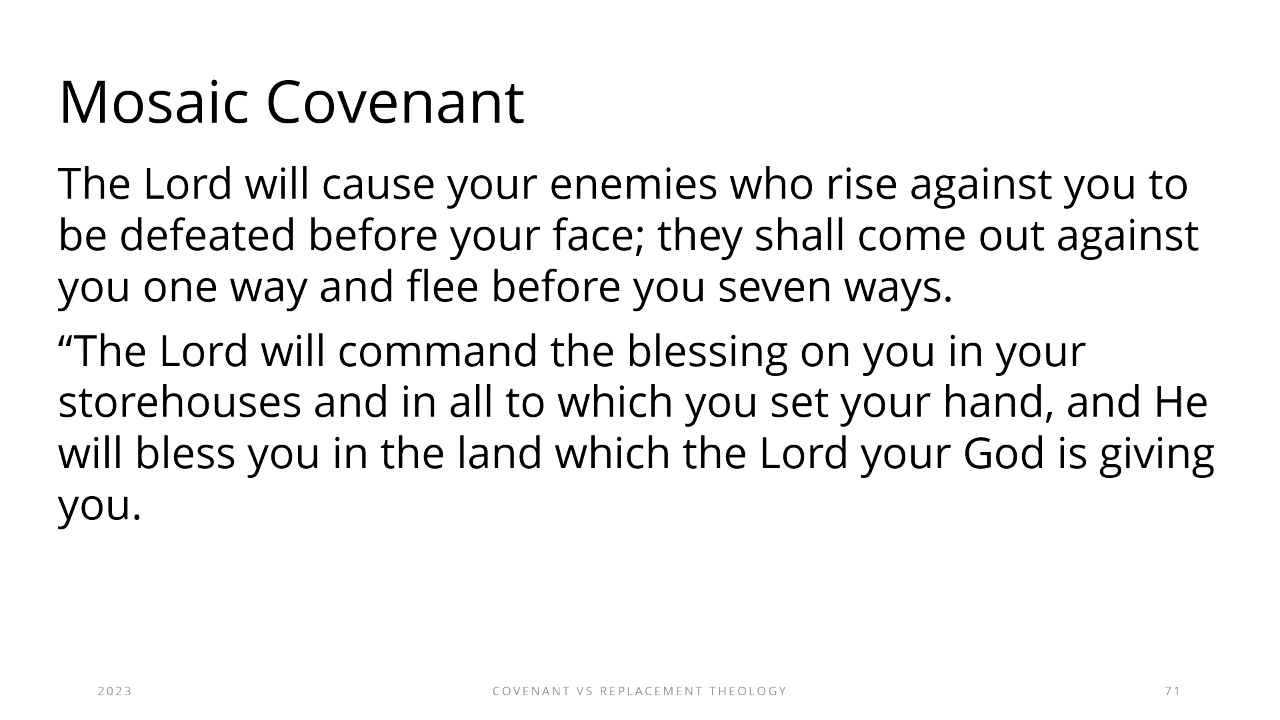 Mosaic Covenant
The Lord will cause your enemies who rise against you to
be defeated before your face; they shall come out against
you one way and flee before you seven ways.
“The Lord will command the blessing on you in your
storehouses and in all to which you set your hand, and He
will bless you in the land which the Lord your God is giving
you.
2023
COVENANT VS REPLACEMENT THEOLOGY
71